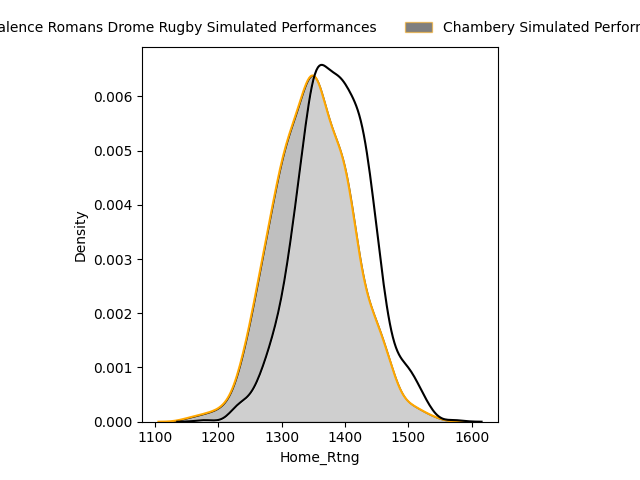 alence Romans Drome Rugby Simulated Performances Chambery Simulated Perfor
0.006
0.005
0.004
0.003
0.002
0.001
0.000
Density
1100 1200 1300 1400 1500 1600
Home_Rtng